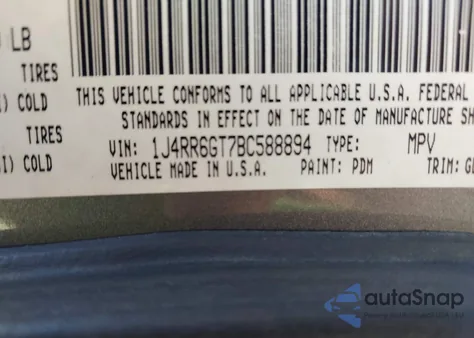 LB
TIRES
COLD
THIS VEHICLE CONFORMS TO ALL APPLICABLE U.S.A. FEDERAL
STANDARDS IN EFFECT ON THE DATE OF MANUFACTURE
VIN: 1J4RR6GT7BC588894 TYPE: MPV
TIRES
COLD
VEHICLE MADE IN U.S.A. PAINT: PDM TRIM:
autoSnap